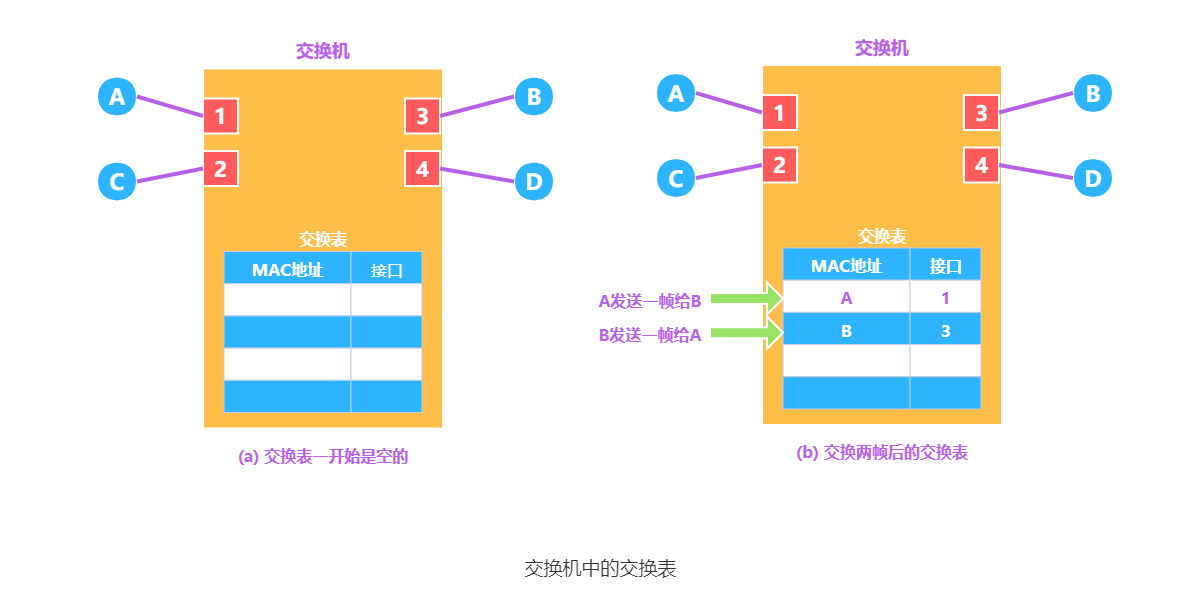 交换机
A
1
3
B
C
2
4
D
交换表
MAC地址 接口
(a) 交换表一开始是空的
交换机
A
1
3
B
C
2
4
D
交换表
MAC地址 接口
A发送一帧给B
A 1
B发送一帧给A
B 3
(b) 交换两帧后的交换表
交换机中的交换表